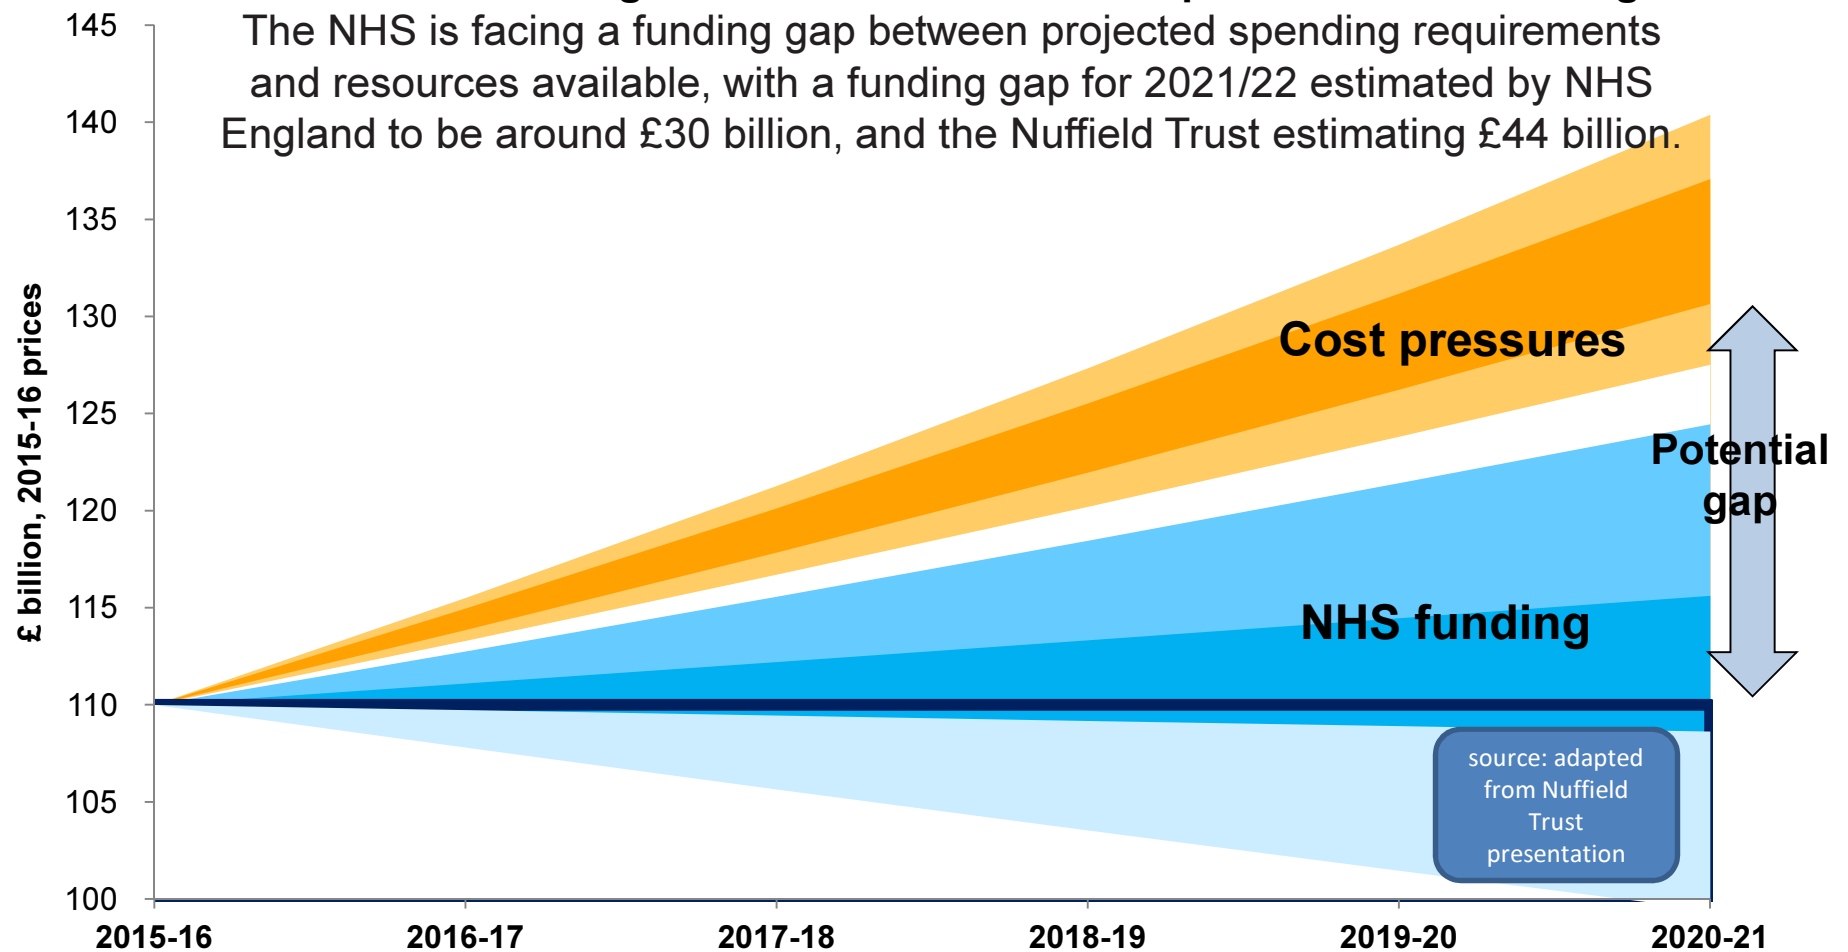 The NHS is facing a funding gap between projected spending requirements
and resources available, with a funding gap for 2021/22 estimated by NHS
England to be around £30 billion, and the Nuffield Trust estimating £44 billion.
£ billion, 2015-16 prices
145
140
135
130
125
120
115
110
105
100
Cost pressures
Potential
gap
NHS funding
source: adapted
from Nuffield
Trust
presentation
2015-16
2016-17
2017-18
2018-19
2019-20
2020-21